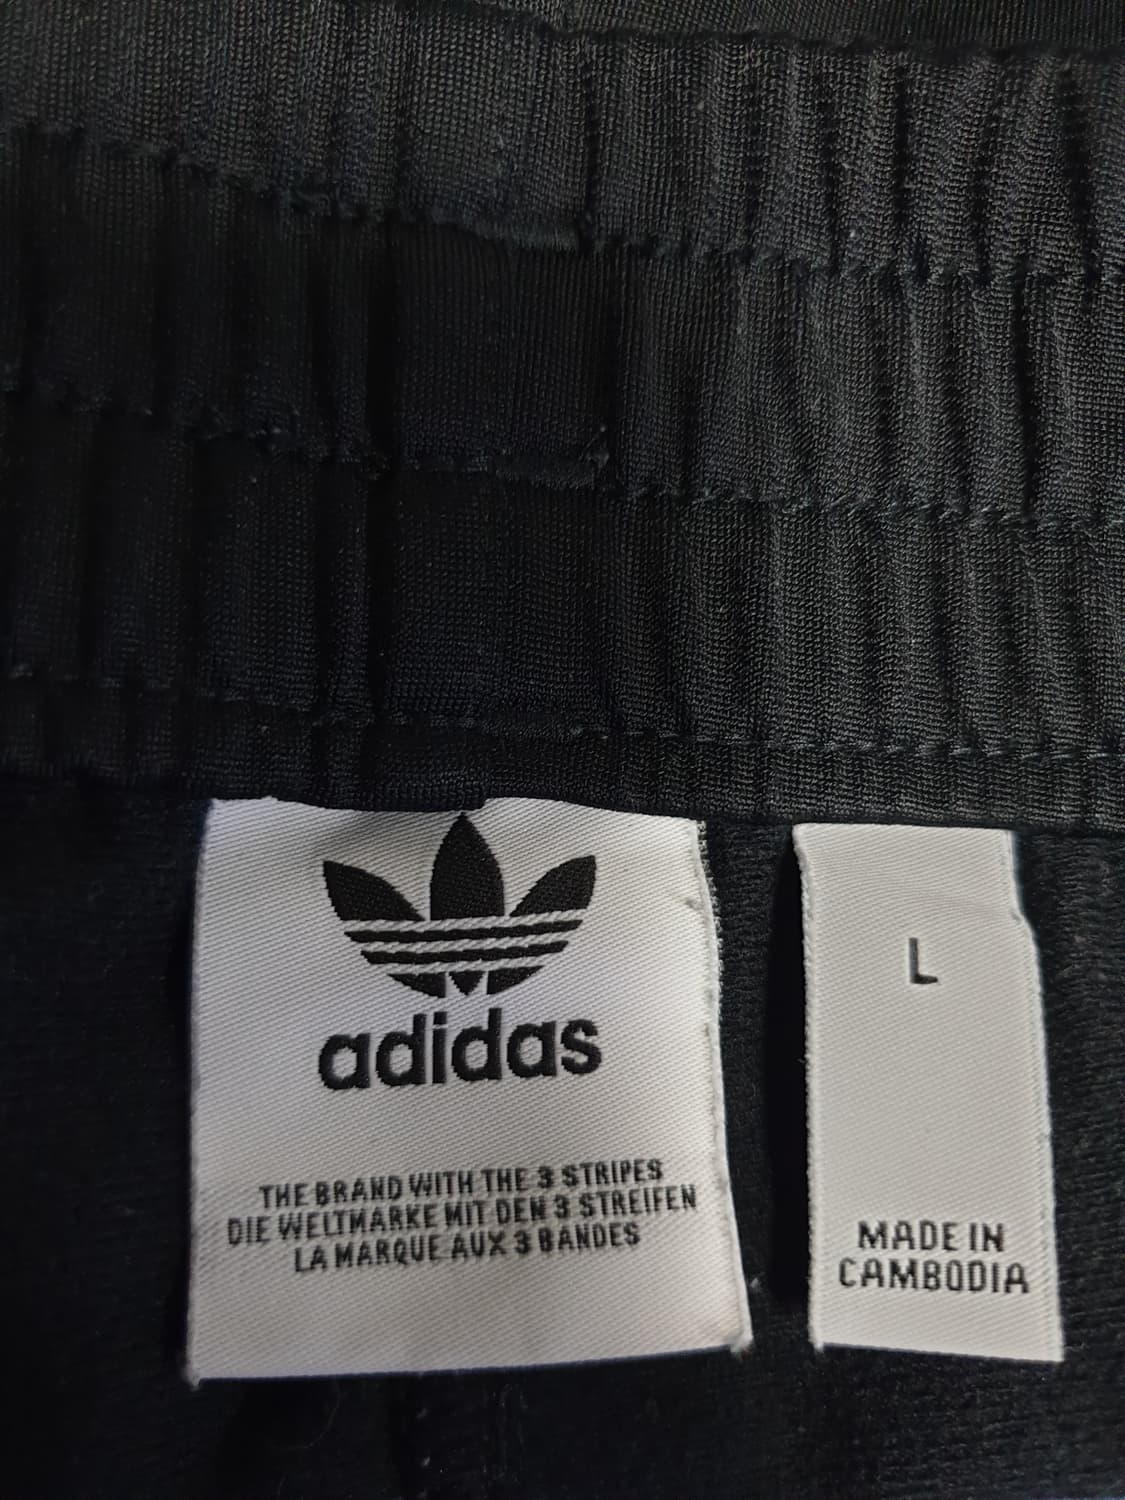 adidas
THE BRAND WITH THE 3 STRIPES
DIE WELTMARKE MIT DEN 3 STREIFEN
LA MARQUE AUX 3 BANDES
L
MADE IN
CAMBODIA